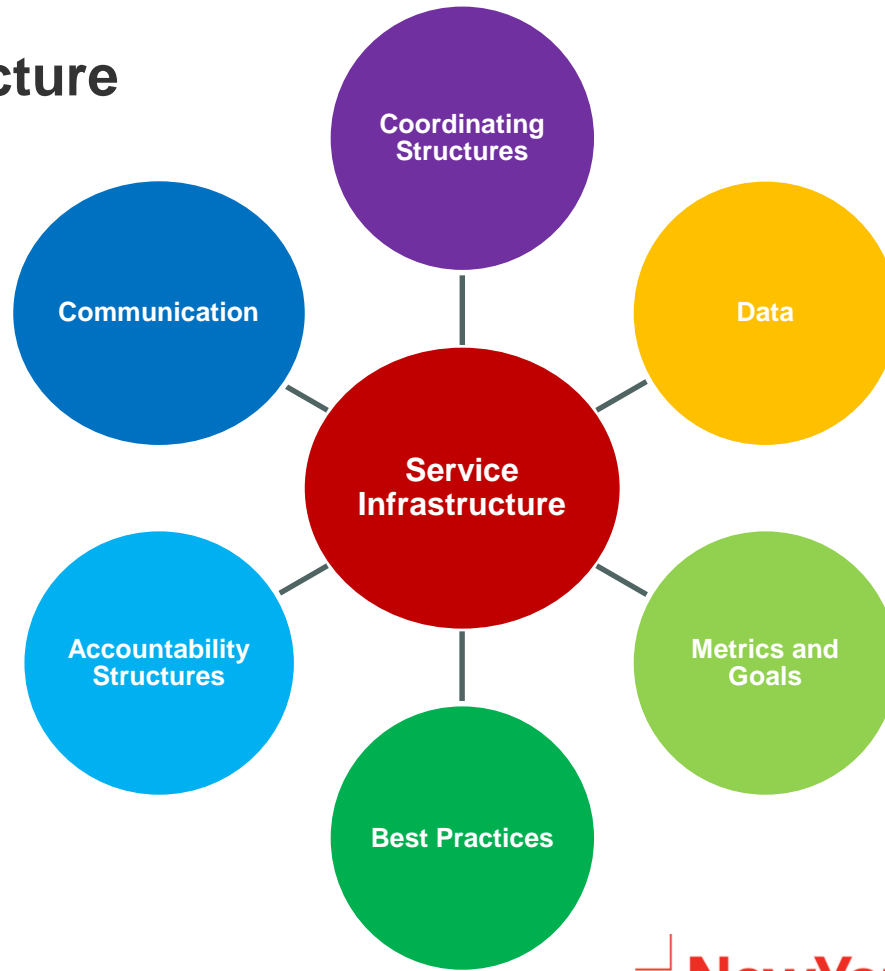 cture
Coordinating
Structures
Communication
Data
Service
Infrastructure
Accountability
Structures
Metrics and
Goals
Best Practices